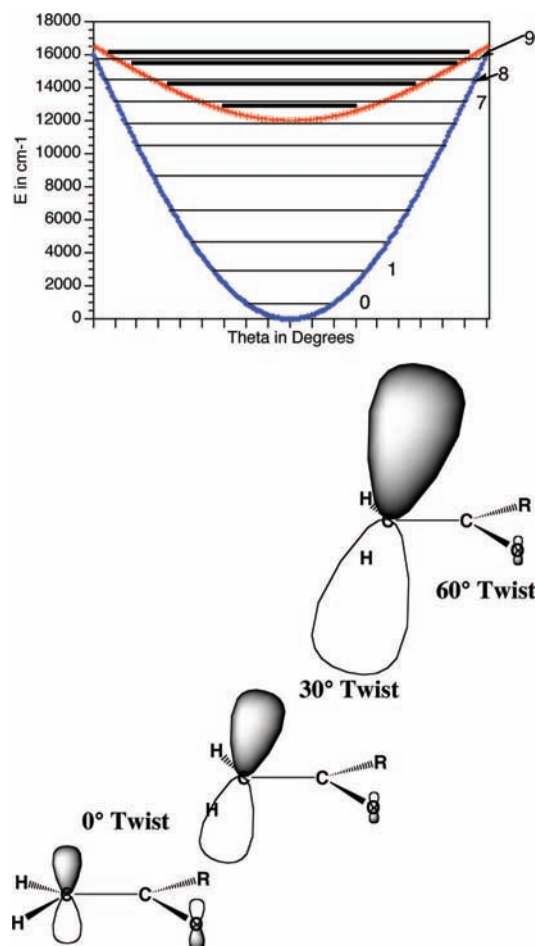 18000
16000
14000
12000
10000
8000
6000
4000
2000
0
E in cm-1
9
8
7
1
0
Theta in Degrees
H
C
C
R
H
O
60° Twist
30° Twist
H
C
C
R
H
O
0° Twist
H
C
C
R
H
O